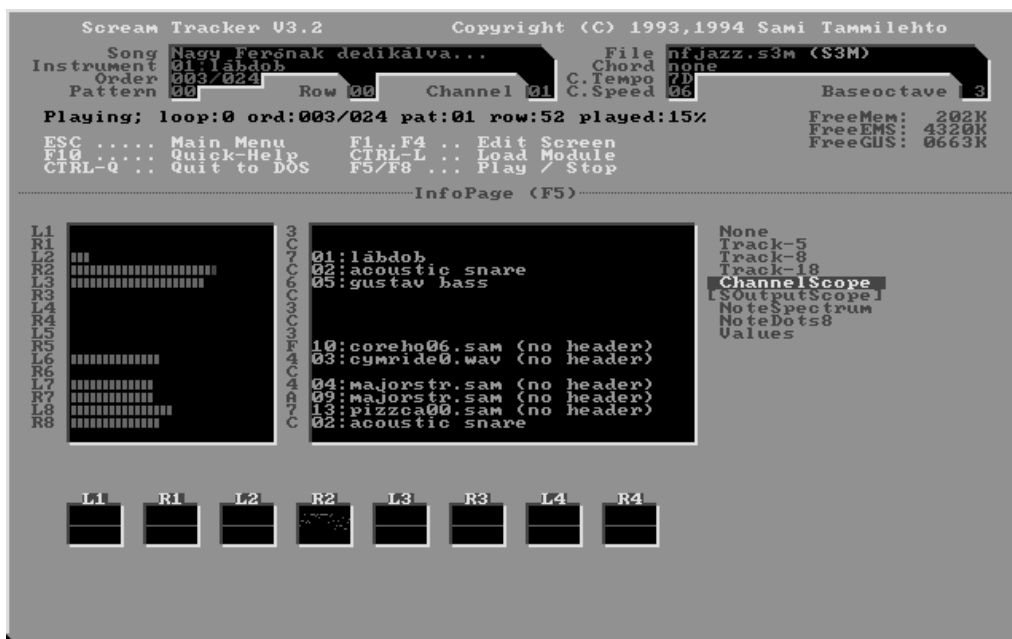 Scream Tracker V3.2 Copyright (C) 1993,1994 Sami Tammilehto
Song Nagy Ferónak dedikálva... File nfjazz.s3m (S3M)
Instrument 01:lábdob Chord none
Order 003/024 C.Tempo 7D
Pattern 00 Row 00 Channel 01 C.Speed 06 Baseoctave 3
Playing; loop:0 ord:003/024 pat:01 row:52 played:15% FreeMem: 202K
FreeEMS: 4320K
ESC ..... Main Menu F1..F4 .. Edit Screen FreeGUS: 0663K
F10 ..... Quick-Help CTRL-L .. Load Module
CTRL-Q .. Quit to DOS F5/F8 ... Play / Stop
InfoPage (F5)
L1 3 None
R1 C Track-5
L2 7 01:lábdob Track-8
R2 C 02:acoustic snare Track-18
L3 6 05:gustav bass ChannelScope
R3 C [SOutputScope]
L4 3 NoteSpectrum
R4 C NoteDots8
L5 3 Values
R5 F 10:coreho06.sam (no header)
L6 4 03:cymride0.wav (no header)
R6 C
L7 4 04:majorstr.sam (no header)
R7 A 09:majorstr.sam (no header)
L8 7 13:pizzca00.sam (no header)
R8 C 02:acoustic snare
L1 R1 L2 R2 L3 R3 L4 R4